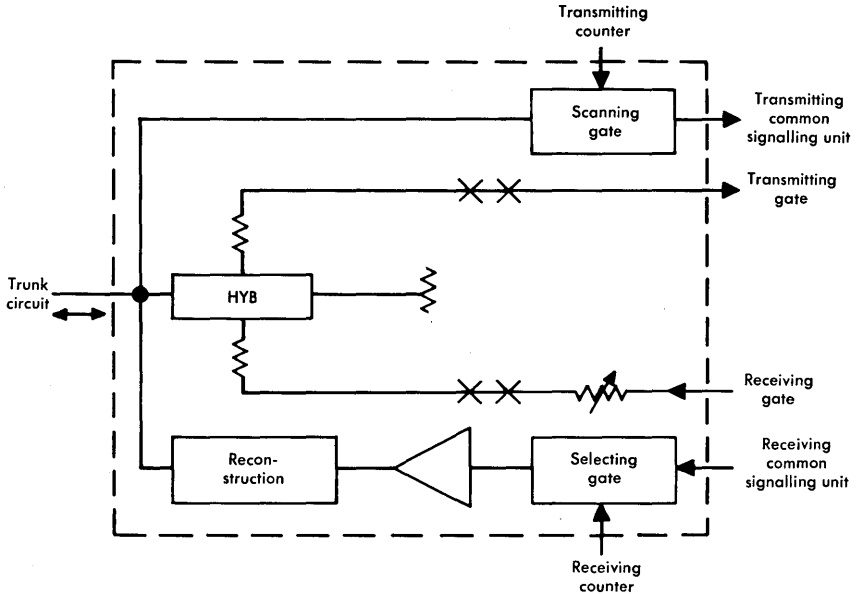 Transmitting
counter
Scanning
gate
Transmitting
common
signalling unit
Transmitting
gate
Trunk
circuit
HYB
Receiving
gate
Recon-
struction
Selecting
gate
Receiving
common
signalling unit
Receiving
counter